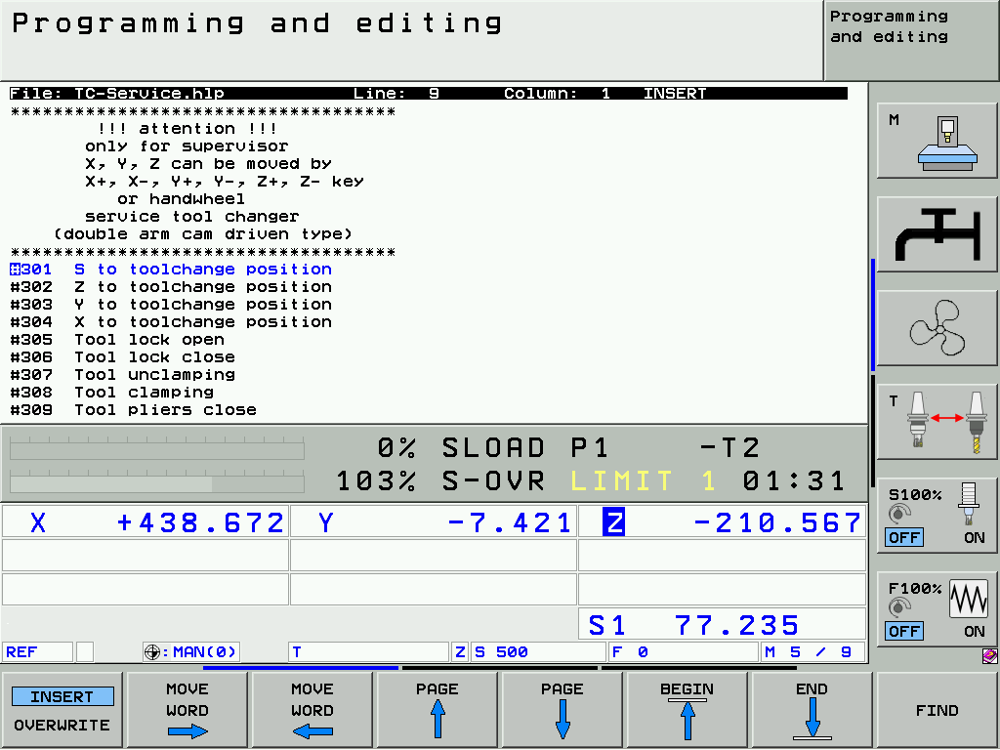 Programming and editing
Programming
and editing
File: TC-Service.hlp Line: 9 Column: 1 INSERT
************************************
!!! attention !!!
only for supervisor
X, Y, Z can be moved by
X+, X-, Y+, Y-, Z+, Z- key
or handwheel
service tool changer
(double arm cam driven type)
************************************
#301 S to toolchange position
#302 Z to toolchange position
#303 Y to toolchange position
#304 X to toolchange position
#305 Tool lock open
#306 Tool lock close
#307 Tool unclamping
#308 Tool clamping
#309 Tool pliers close
M
T
S100%
OFF ON
F100%
OFF ON
0% SLOAD P1 -T2
103% S-OVR LIMIT 1 01:31
X +438.672 Y -7.421 Z -210.567
S1 77.235
REF :MAN(0) T Z S 500 F 0 M 5 / 9
INSERT
OVERWRITE
MOVE
WORD
MOVE
WORD
PAGE
PAGE
BEGIN
END
FIND